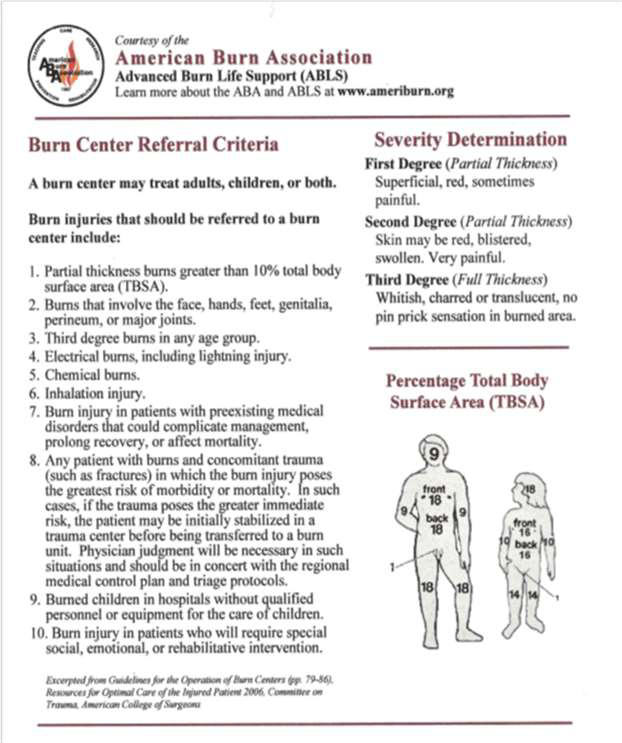 TEACHING
CARE
RESEARCH
American
Burn
Association
1967
PREVENTION
REHABILITATION
Courtesy of the
American Burn Association
Advanced Burn Life Support (ABLS)
Learn more about the ABA and ABLS at www.ameriburn.org
Burn Center Referral Criteria
A burn center may treat adults, children, or both.
Burn injuries that should be referred to a burn
center include:
1. Partial thickness burns greater than 10% total body
surface area (TBSA).
2. Burns that involve the face, hands, feet, genitalia,
perineum, or major joints.
3. Third degree burns in any age group.
4. Electrical burns, including lightning injury.
5. Chemical burns.
6. Inhalation injury.
7. Burn injury in patients with preexisting medical
disorders that could complicate management,
prolong recovery, or affect mortality.
8. Any patient with burns and concomitant trauma
(such as fractures) in which the burn injury poses
the greatest risk of morbidity or mortality. In such
cases, if the trauma poses the greater immediate
risk, the patient may be initially stabilized in a
trauma center before being transferred to a burn
unit. Physician judgment will be necessary in such
situations and should be in concert with the regional
medical control plan and triage protocols.
9. Burned children in hospitals without qualified
personnel or equipment for the care of children.
10. Burn injury in patients who will require special
social, emotional, or rehabilitative intervention.
Excerpted from Guidelines for the Operation of Burn Centers (pp. 79-86),
Resources for Optimal Care of the Injured Patient 2006, Committee on
Trauma, American College of Surgeons
Severity Determination
First Degree (Partial Thickness)
Superficial, red, sometimes
painful.
Second Degree (Partial Thickness)
Skin may be red, blistered,
swollen. Very painful.
Third Degree (Full Thickness)
Whitish, charred or translucent, no
pin prick sensation in burned area.
Percentage Total Body
Surface Area (TBSA)
9
front
18
9
back
18
9
1
18
18
18
front
16
10
back
16
10
14
14
1